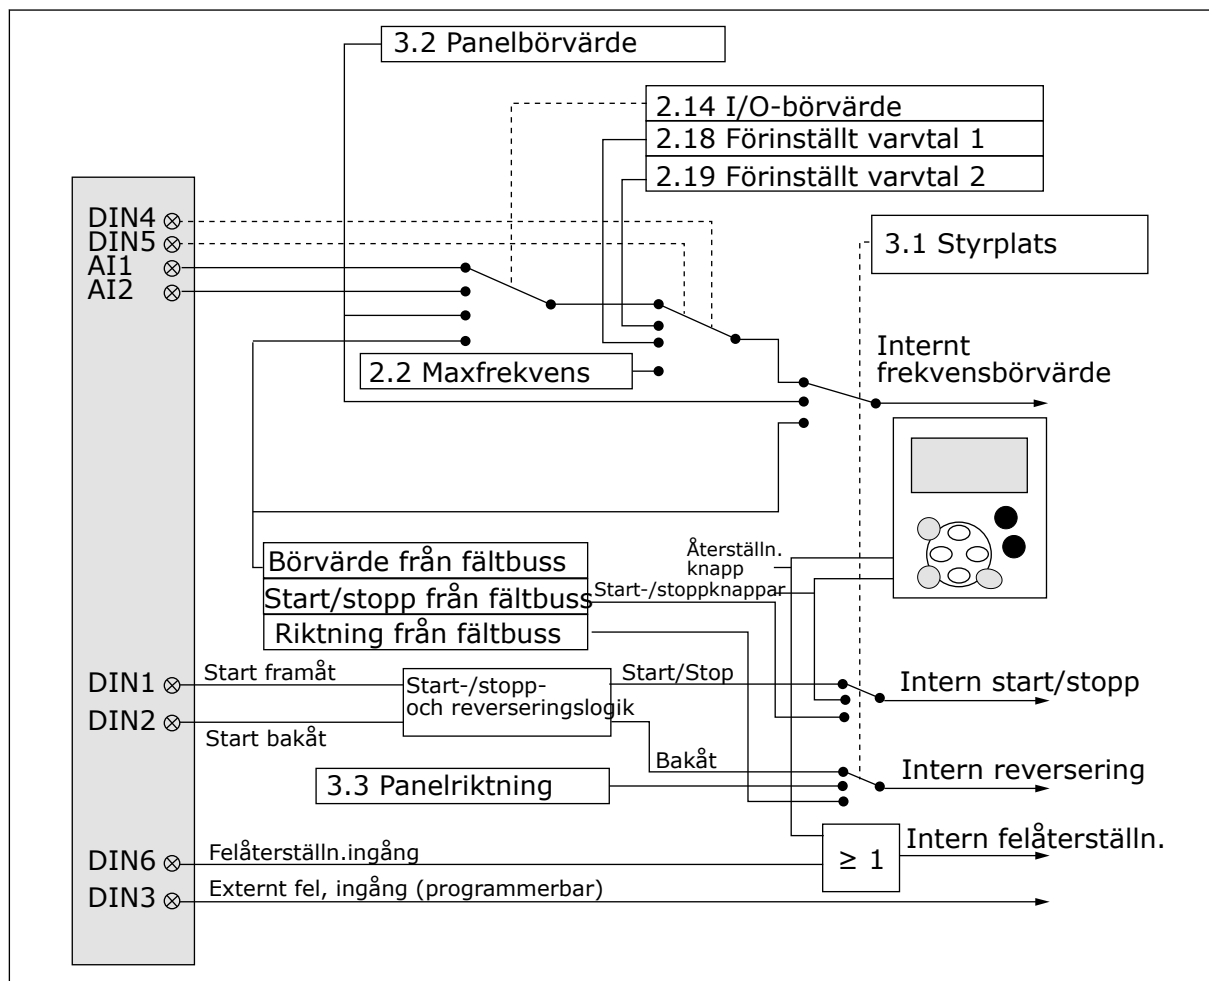 3.2 Panelbörvärde
2.14 I/O-börvärde
2.18 Förinställt varvtal 1
2.19 Förinställt varvtal 2
DIN4
DIN5
AI1
AI2
3.1 Styrplats
2.2 Maxfrekvens
Internt
frekvensbörvärde
Börvärde från fältbuss
Start/stopp från fältbuss
Riktning från fältbuss
Återställn.
knapp
Start-/stoppknappar
DIN1
Start framåt
DIN2
Start bakåt
Start-/stopp-
och reverseringslogik
Start/Stop
Intern start/stopp
Bakåt
3.3 Panelriktning
Intern reversering
DIN6
Felåterställn.ingång
≥ 1
Intern felåterställn.
DIN3
Externt fel, ingång (programmerbar)